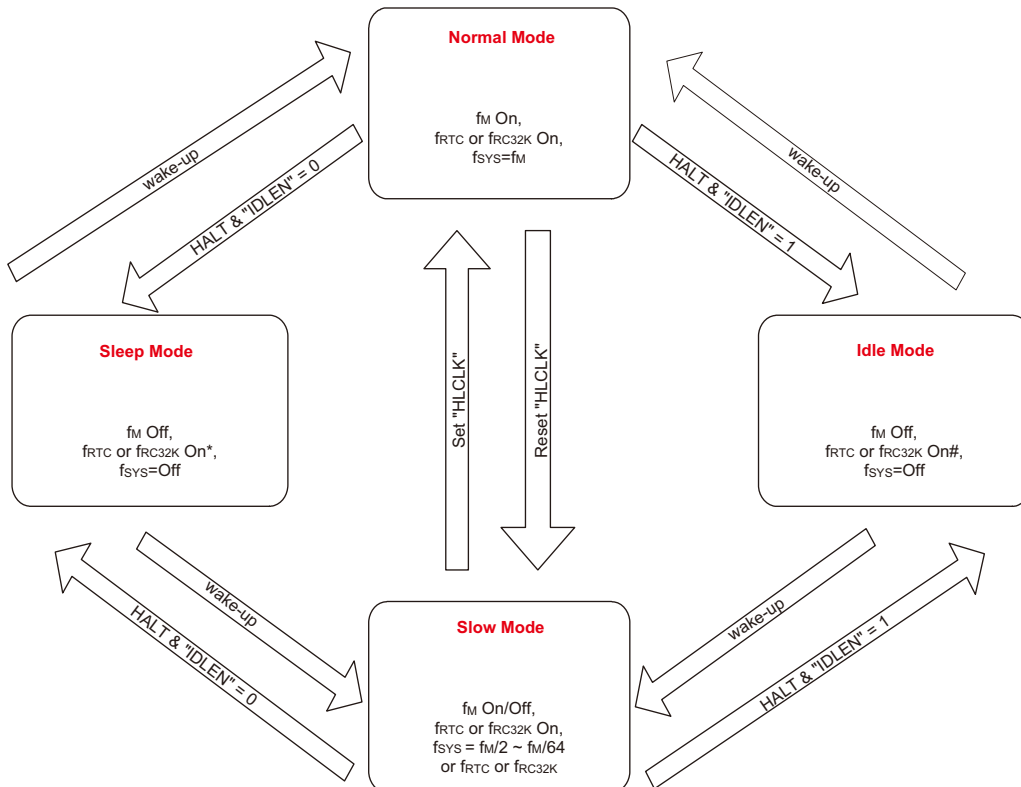 Normal Mode
fM On,
fRTC or fRC32K On,
fSYS=fM
wake-up
HALT & "IDLEN" = 0
HALT & "IDLEN" = 1
wake-up
Sleep Mode
fM Off,
fRTC or fRC32K On*,
fSYS=Off
Set "HLCLK"
Reset "HLCLK"
Idle Mode
fM Off,
fRTC or fRC32K On#,
fSYS=Off
wake-up
HALT & "IDLEN" = 0
wake-up
HALT & "IDLEN" = 1
Slow Mode
fM On/Off,
fRTC or fRC32K On,
fSYS = fM/2 ~ fM/64
or fRTC or fRC32K